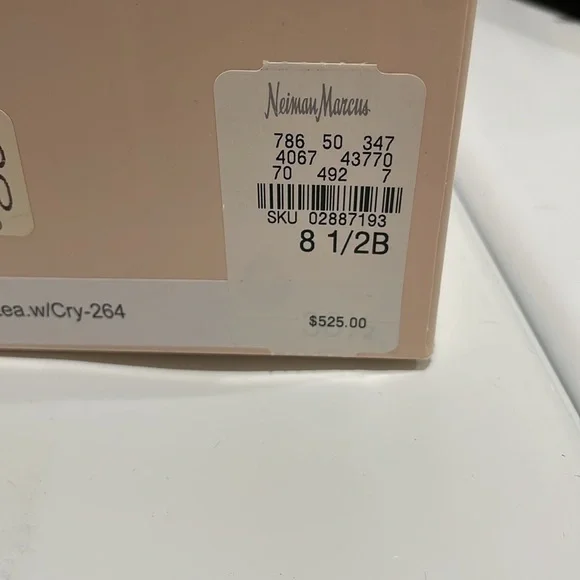 Neiman Marcus
786 50 347
4067 43770
70 492 7
SKU 02887193
8 1/2B
ea.w/Cry-264
$525.00